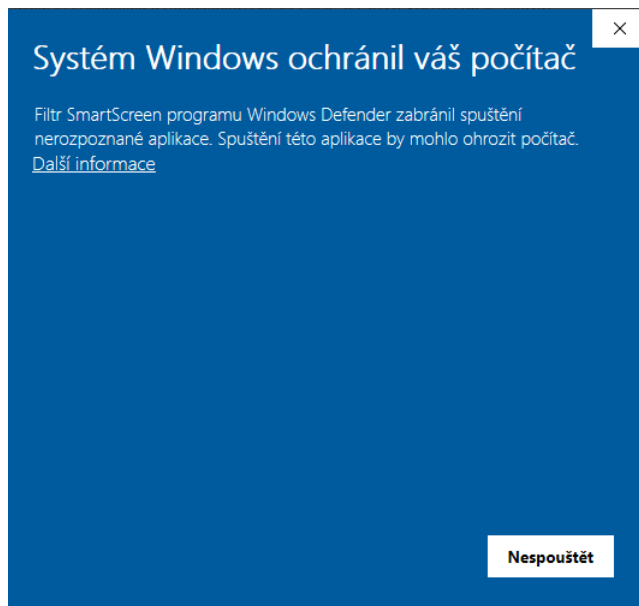 Systém Windows ochránil váš počítač
Filtr SmartScreen programu Windows Defender zabránil spuštění
nerozpoznané aplikace. Spuštění této aplikace by mohlo ohrozit počítač.
Další informace
Nespouštět